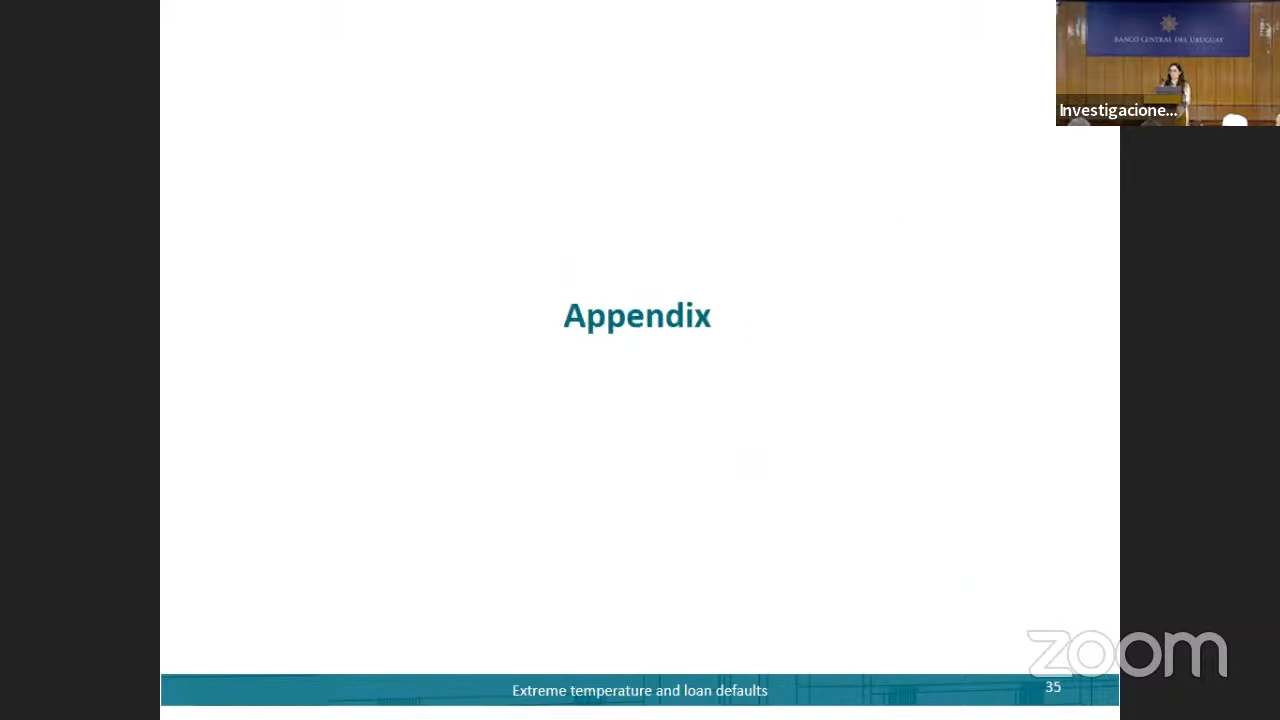 BANCO CENTRAL DEL URUGUAY
Investigacione...
Appendix
zoom
Extreme temperature and loan defaults
35